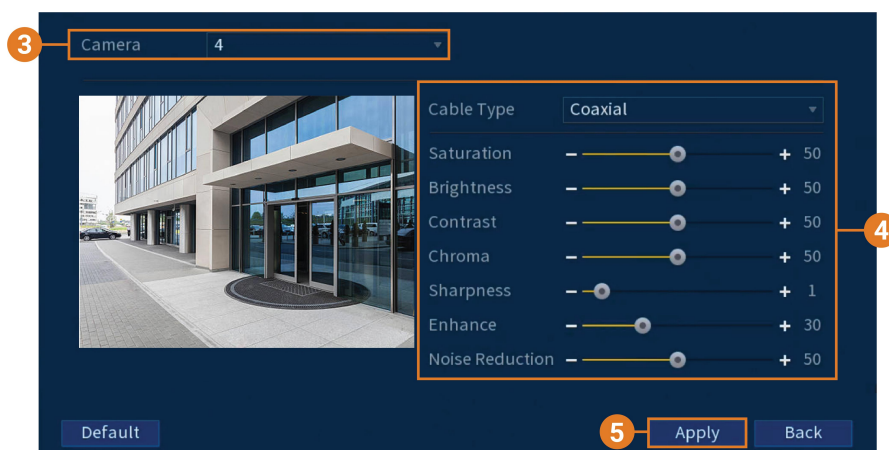 3 Camera 4
Cable Type Coaxial
Saturation - + 50
Brightness - + 50
Contrast - + 50
4
Chroma - + 50
Sharpness - + 1
Enhance - + 30
Noise Reduction - + 50
Default 5 Apply Back